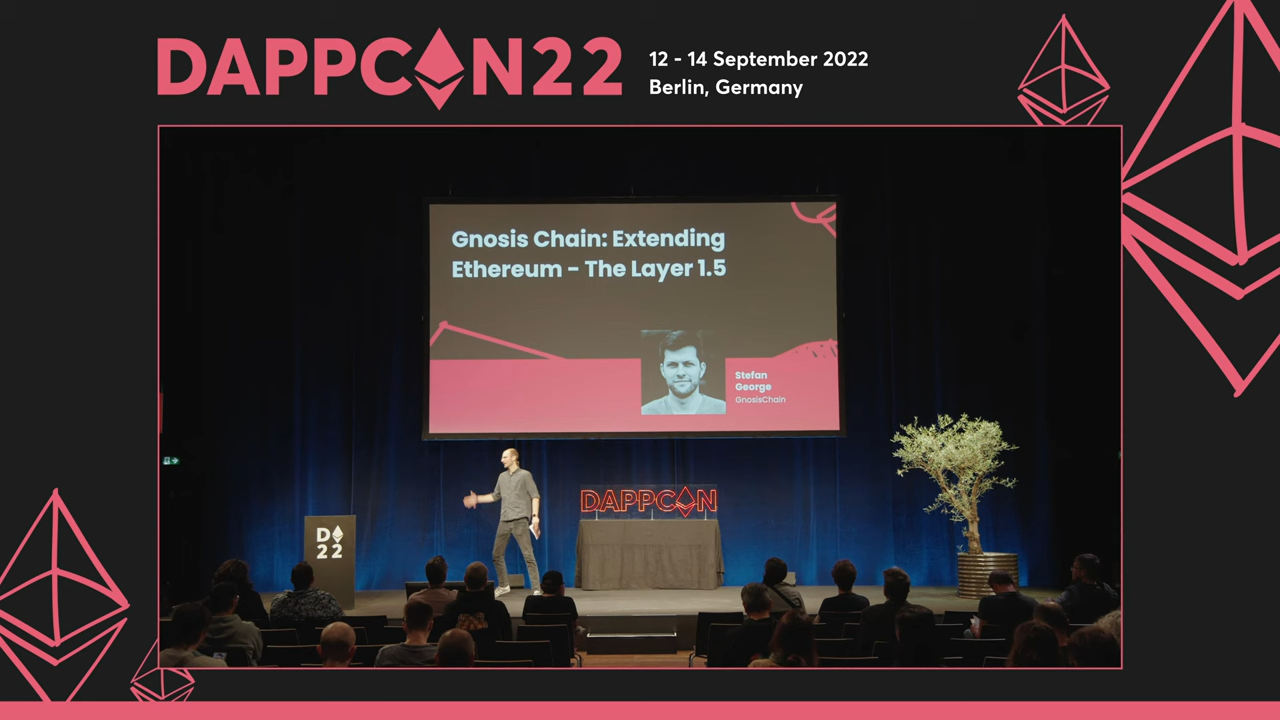 DAPPCON22
12 - 14 September 2022
Berlin, Germany
Gnosis Chain: Extending
Ethereum - The Layer 1.5
Stefan
George
GnosisChain
DAPPCON
D
22